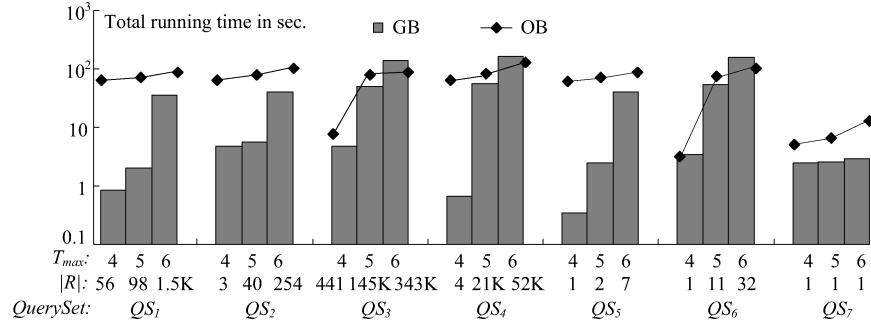 10³
Total running time in sec.
GB
OB
10²
10
1
0.1
Tmax: 4 5 6 4 5 6 4 5 6 4 5 6 4 5 6 4 5 6 4 5 6
|R|: 56 98 1.5K 3 40 254 441 145K 343K 4 21K 52K 1 2 7 1 11 32 1 1 1
QuerySet: QS1 QS2 QS3 QS4 QS5 QS6 QS7